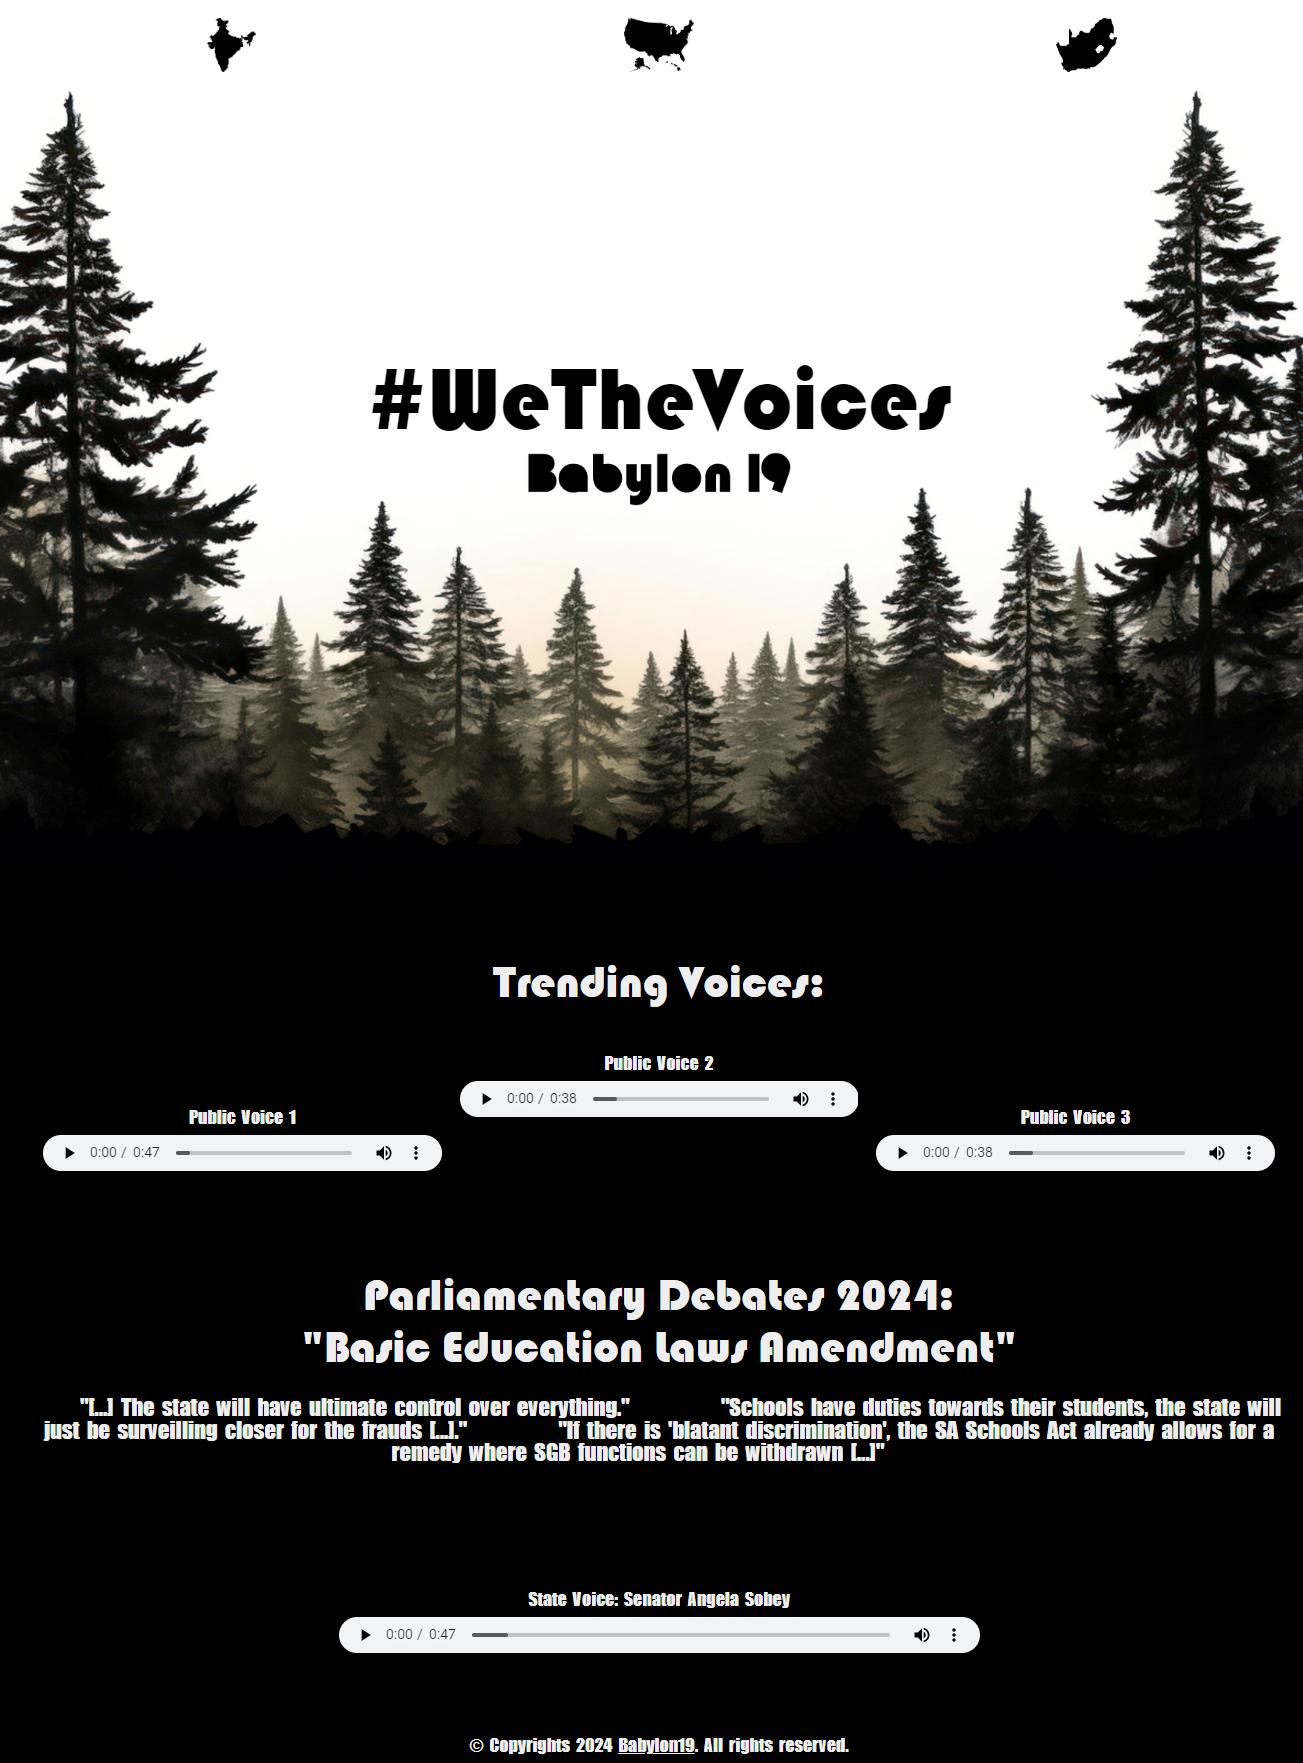 #WeTheVoices
Babylon 19
Trending Voices:
Public Voice 1
0:00 / 0:47
Public Voice 2
0:00 / 0:38
Public Voice 3
0:00 / 0:38
Parliamentary Debates 2024:
"Basic Education Laws Amendment"
"[...] The state will have ultimate control over everything." "Schools have duties towards their students, the state will
just be surveilling closer for the frauds [...]." "If there is 'blatant discrimination', the SA Schools Act already allows for a
remedy where SGB functions can be withdrawn [...]"
State Voice: Senator Angela Sobey
0:00 / 0:47
© Copyrights 2024 Babylon19. All rights reserved.